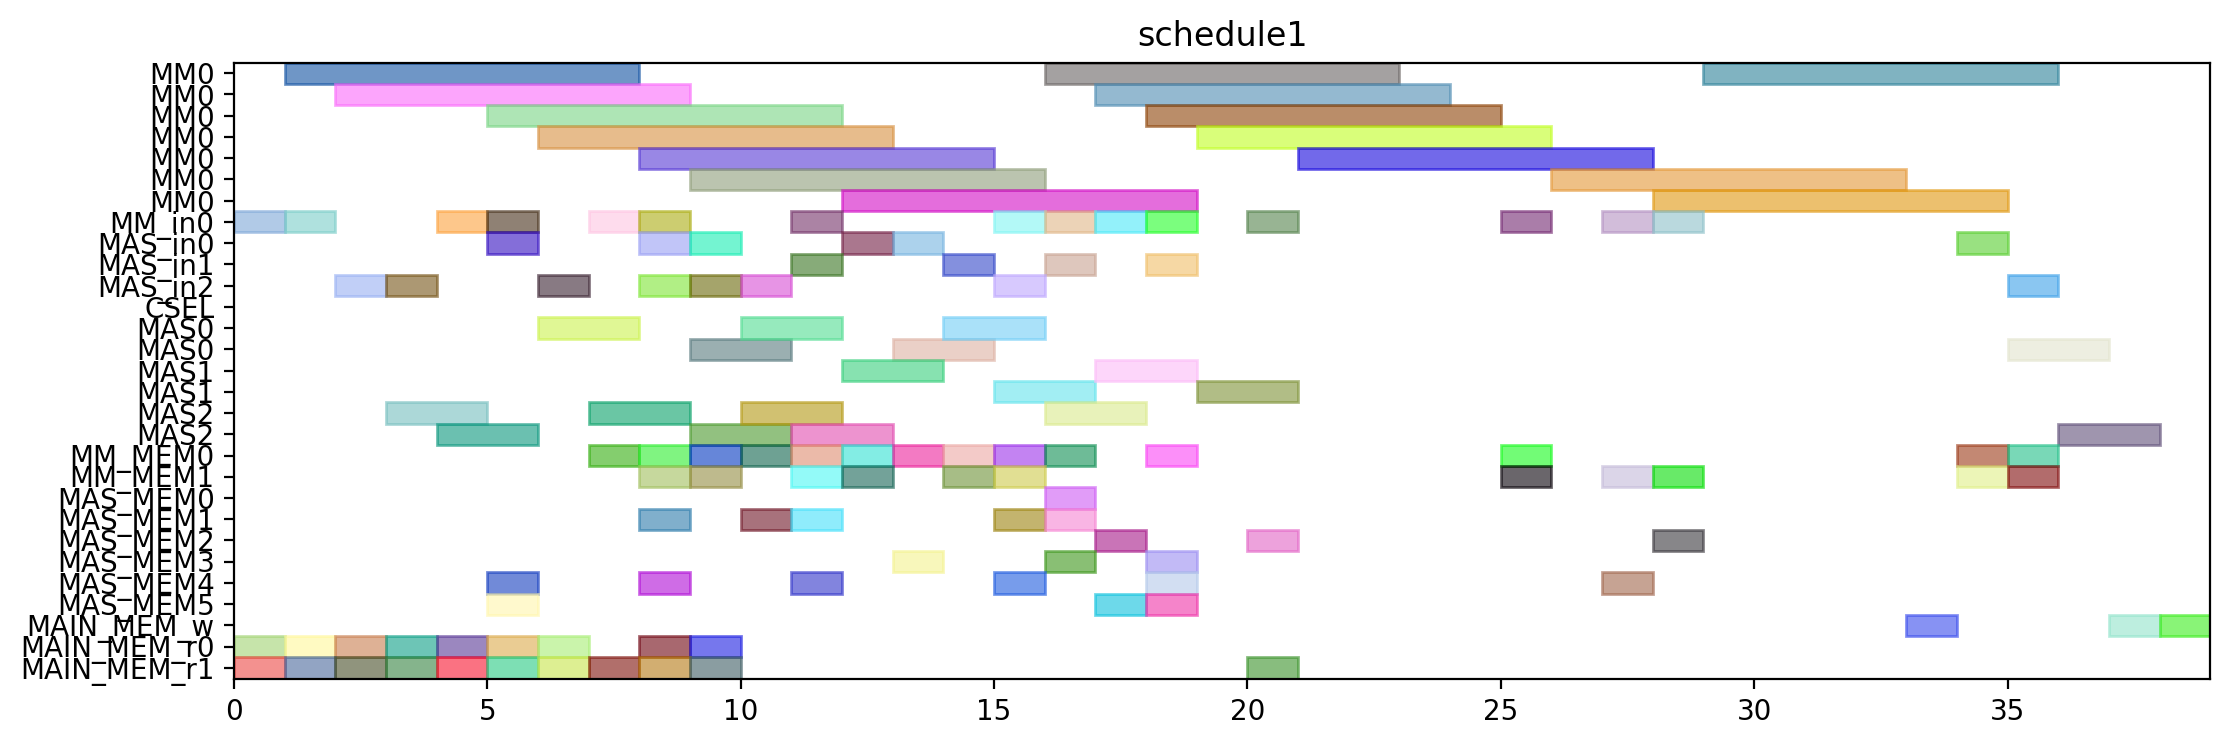 schedule1
MM0
MM0
MM0
MM0
MM0
MM0
MM0
MM_in0
MAS_in0
MAS_in1
MAS_in2
CSEL
MAS0
MAS0
MAS1
MAS1
MAS2
MAS2
MM_MEM0
MM_MEM1
MAS_MEM0
MAS_MEM1
MAS_MEM2
MAS_MEM3
MAS_MEM4
MAS_MEM5
MAIN_MEM_w
MAIN_MEM_r0
MAIN_MEM_r1
0 5 10 15 20 25 30 35